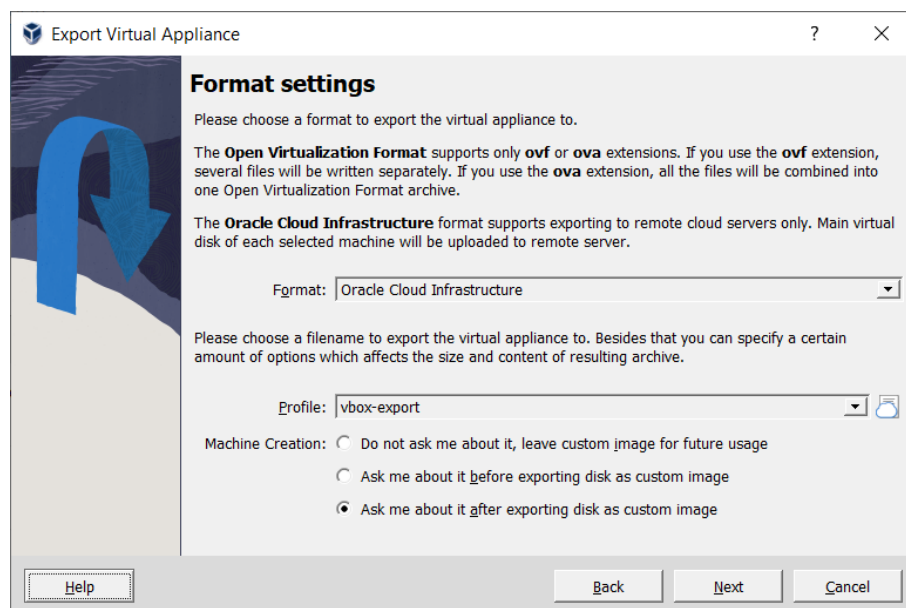 Export Virtual Appliance
?
Format settings
Please choose a format to export the virtual appliance to.
The Open Virtualization Format supports only ovf or ova extensions. If you use the ovf extension,
several files will be written separately. If you use the ova extension, all the files will be combined into
one Open Virtualization Format archive.
The Oracle Cloud Infrastructure format supports exporting to remote cloud servers only. Main virtual
disk of each selected machine will be uploaded to remote server.
Format: Oracle Cloud Infrastructure
Please choose a filename to export the virtual appliance to. Besides that you can specify a certain
amount of options which affects the size and content of resulting archive.
Profile: vbox-export
Machine Creation: Do not ask me about it, leave custom image for future usage
Ask me about it before exporting disk as custom image
Ask me about it after exporting disk as custom image
Help Back Next Cancel